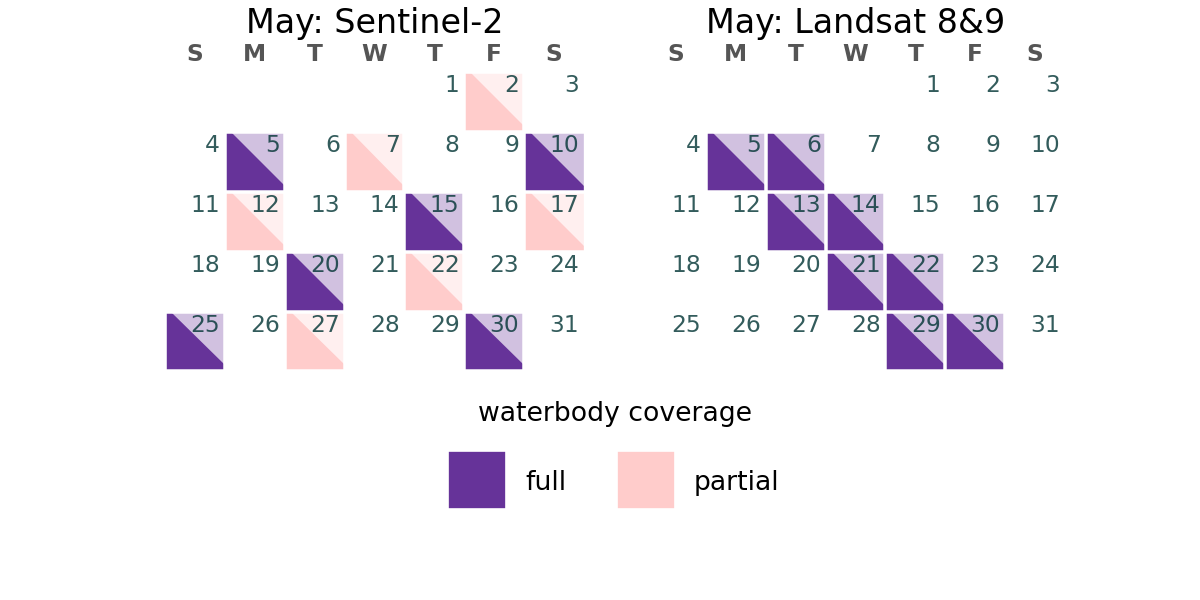 May: Sentinel-2
S M T W T F S
1 2 3
4 5 6 7 8 9 10
11 12 13 14 15 16 17
18 19 20 21 22 23 24
25 26 27 28 29 30 31
May: Landsat 8&9
S M T W T F S
1 2 3
4 5 6 7 8 9 10
11 12 13 14 15 16 17
18 19 20 21 22 23 24
25 26 27 28 29 30 31
waterbody coverage
full partial